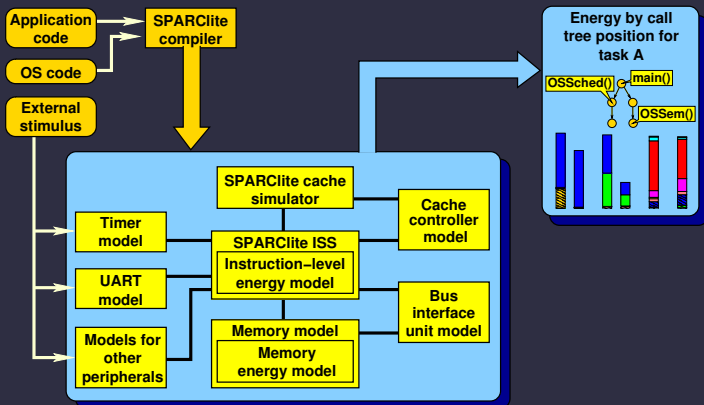 Application
code
SPARClite
compiler
OS code
External
stimulus
Energy by call
tree position for
task A
main()
OSSched()
OSSem()
SPARClite cache
simulator
Cache
controller
model
Timer
model
SPARClite ISS
Instruction–level
energy model
UART
model
Bus
interface
unit model
Memory model
Memory
energy model
Models for
other
peripherals